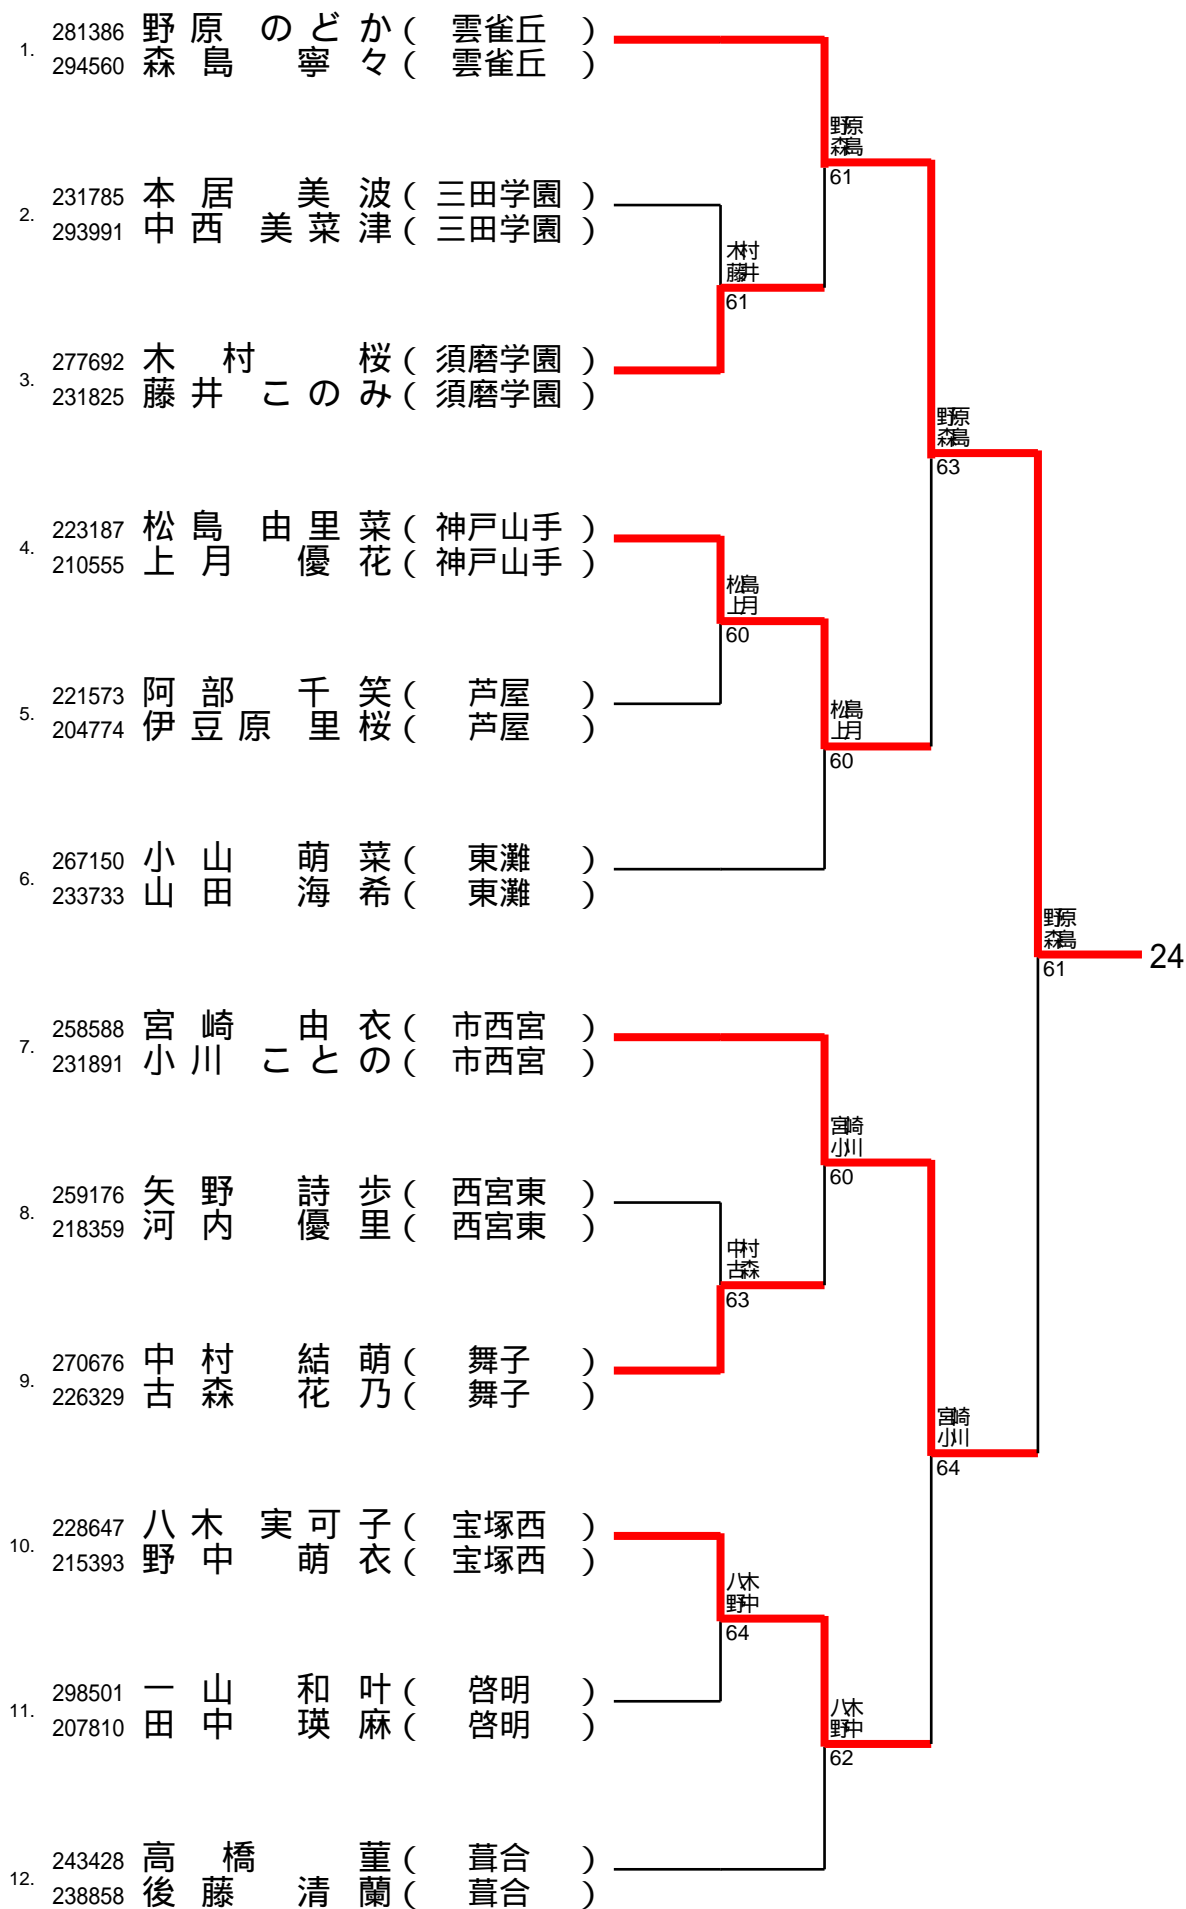 1. 281386 野原 のどか ( 雲雀丘 )
294560 森島 寧々 ( 雲雀丘 )
野原
森島
61
2. 231785 本居 美波 ( 三田学園 )
293991 中西 美菜津 ( 三田学園 )
木村
藤井
61
3. 277692 木村 桜 ( 須磨学園 )
231825 藤井 このみ ( 須磨学園 )
野原
森島
63
4. 223187 松島 由里菜 ( 神戸山手 )
210555 上月 優花 ( 神戸山手 )
松島
上月
60
5. 221573 阿部 千笑 ( 芦屋 )
204774 伊豆原 里桜 ( 芦屋 )
松島
上月
60
6. 267150 小山 萌菜 ( 東灘 )
233733 山田 海希 ( 東灘 )
野原
森島
61
24
7. 258588 宮崎 由衣 ( 市西宮 )
231891 小川 ことの ( 市西宮 )
宮崎
小川
60
8. 259176 矢野 詩歩 ( 西宮東 )
218359 河内 優里 ( 西宮東 )
中村
古森
63
9. 270676 中村 結萌 ( 舞子 )
226329 古森 花乃 ( 舞子 )
宮崎
小川
64
10. 228647 八木 実可子 ( 宝塚西 )
215393 野中 萌衣 ( 宝塚西 )
八木
野中
64
11. 298501 一山 和叶 ( 啓明 )
207810 田中 瑛麻 ( 啓明 )
八木
野中
62
12. 243428 高橋 菫 ( 葺合 )
238858 後藤 清蘭 ( 葺合 )